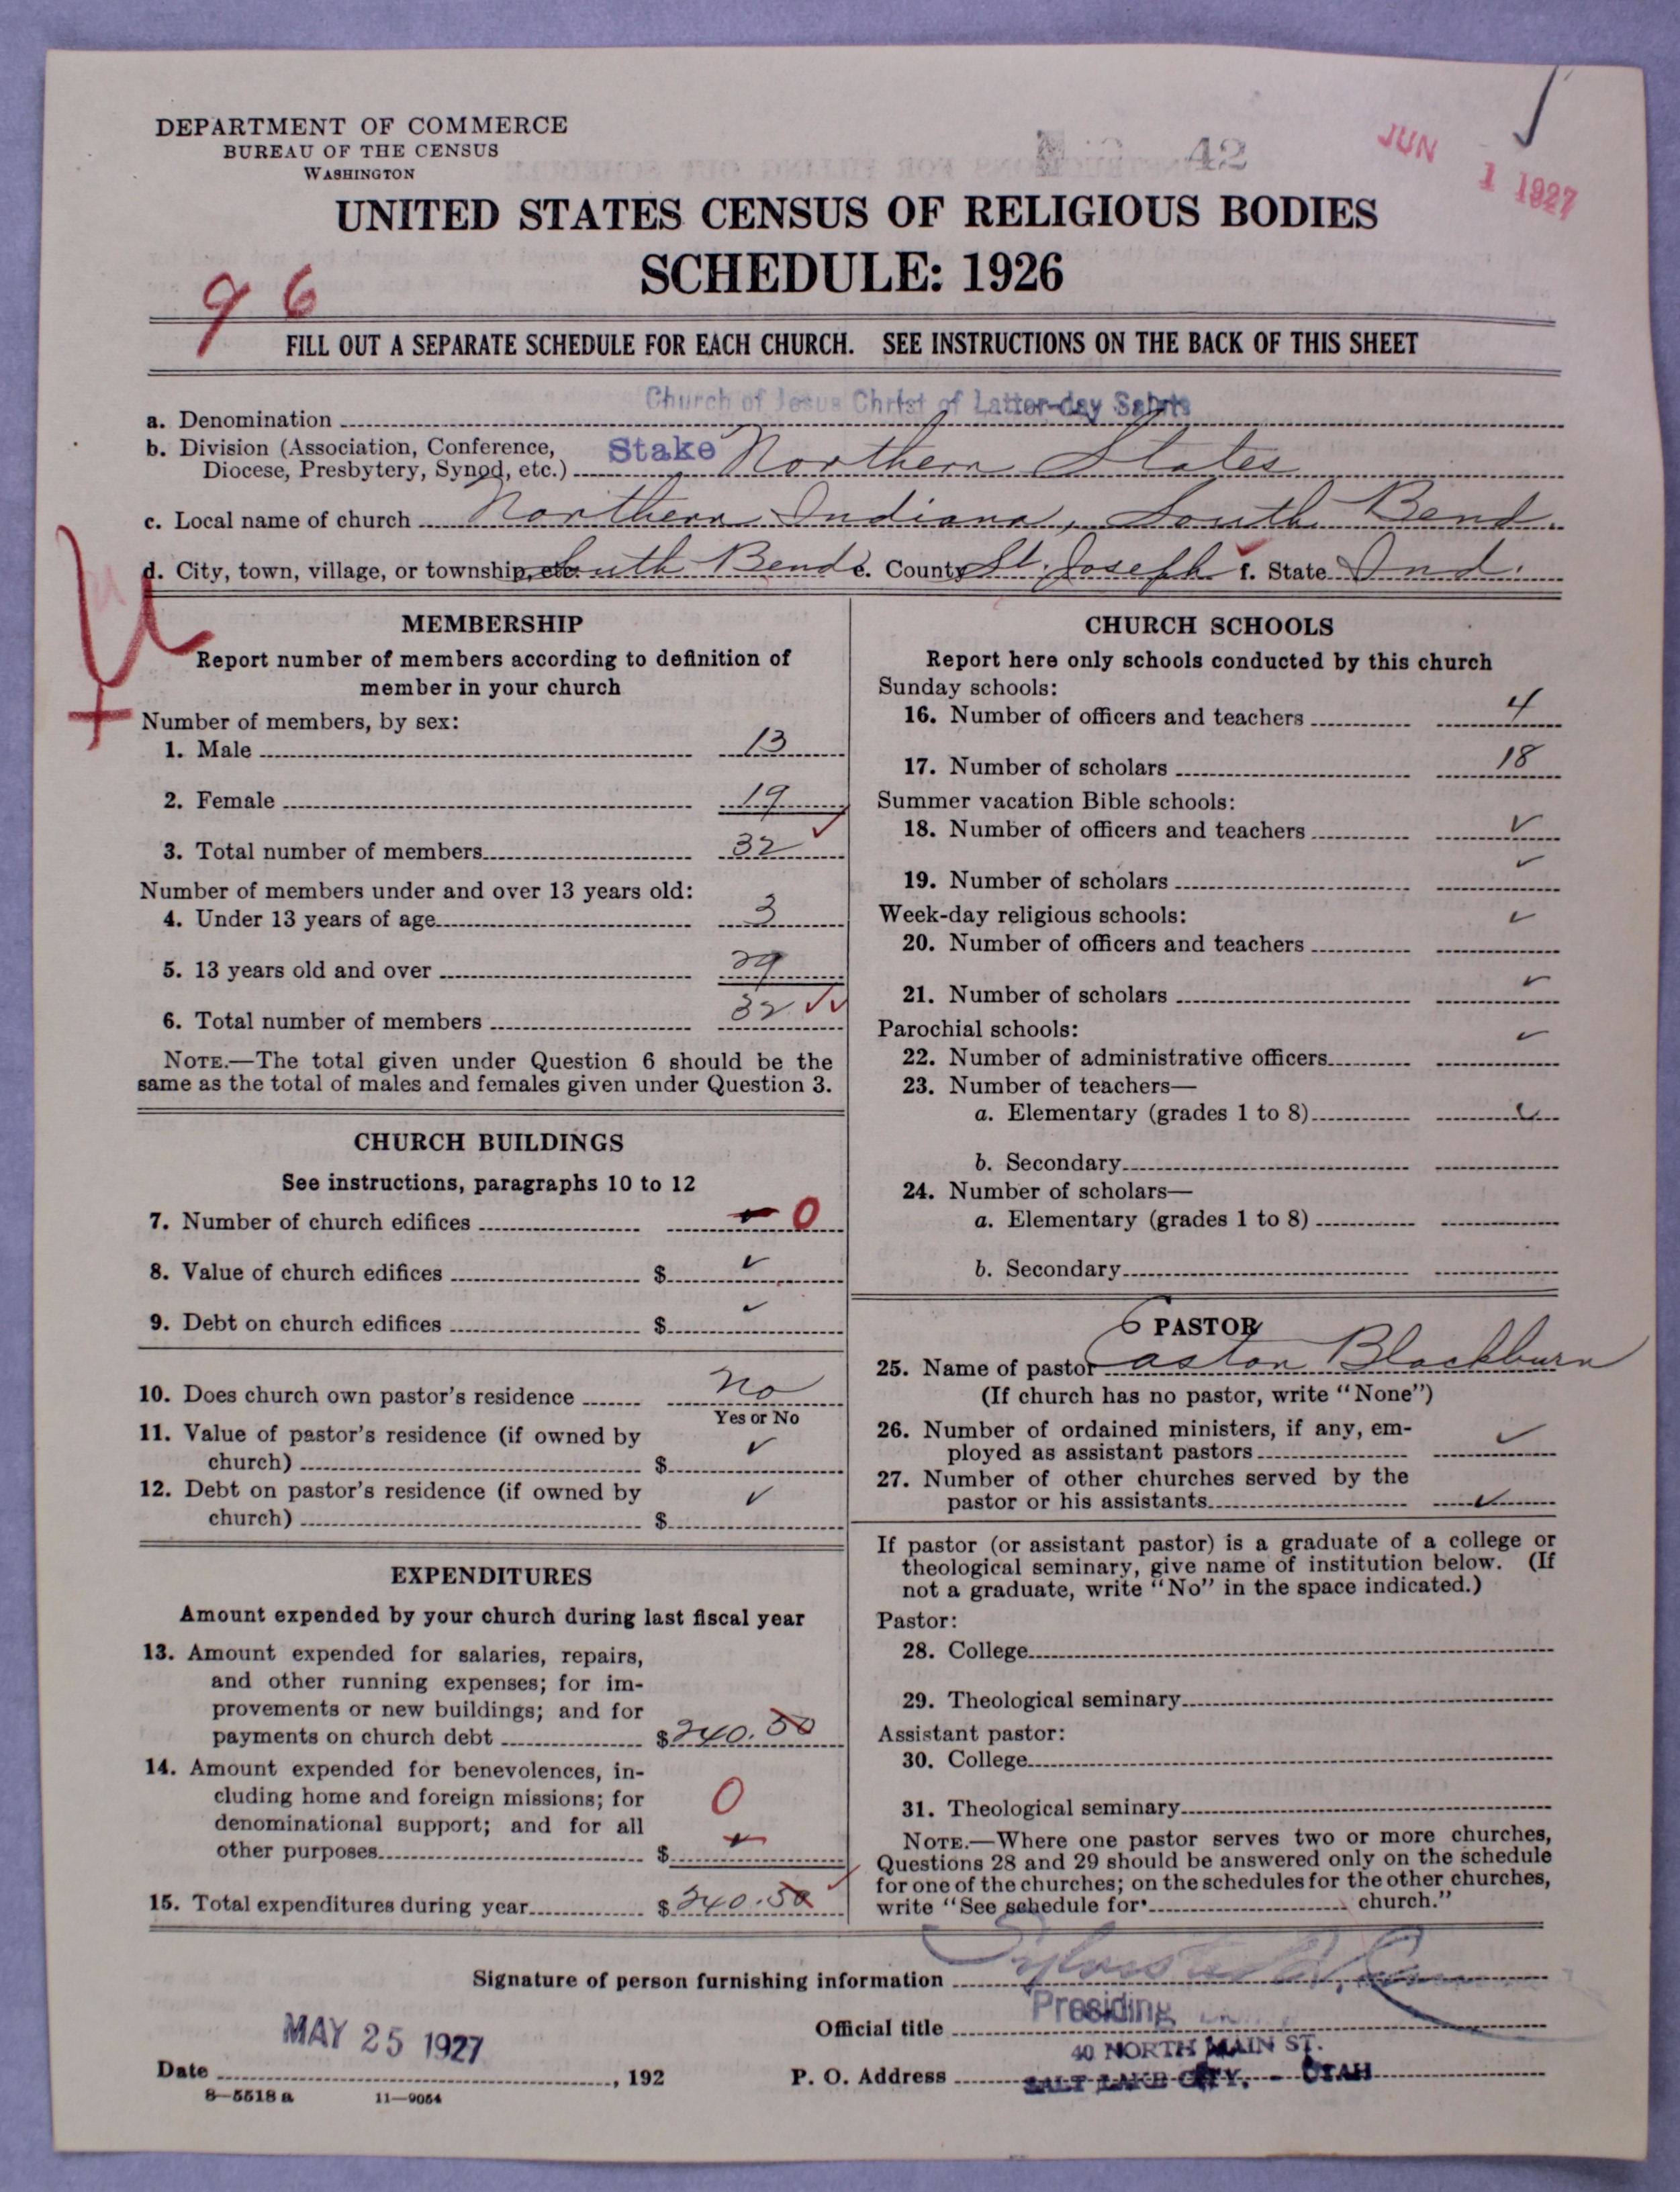 DEPARTMENT OF COMMERCE
BUREAU OF THE CENSUS
WASHINGTON
42
JUN 1 1927
UNITED STATES CENSUS OF RELIGIOUS BODIES
SCHEDULE: 1926
96
FILL OUT A SEPARATE SCHEDULE FOR EACH CHURCH. SEE INSTRUCTIONS ON THE BACK OF THIS SHEET
a. Denomination Church of Jesus Christ of Latter-day Saints
b. Division (Association, Conference, Diocese, Presbytery, Synod, etc.) Stake Northern States
c. Local name of church Northern Indiana, South Bend.
d. City, town, village, or township, etc. South Bend e. County St. Joseph f. State Ind.
MEMBERSHIP
Report number of members according to definition of
member in your church
Number of members, by sex:
1. Male 13
2. Female 19
3. Total number of members 32
Number of members under and over 13 years old:
4. Under 13 years of age 3
5. 13 years old and over 29
6. Total number of members 32
NOTE.—The total given under Question 6 should be the
same as the total of males and females given under Question 3.
CHURCH BUILDINGS
See instructions, paragraphs 10 to 12
7. Number of church edifices 0
8. Value of church edifices $
9. Debt on church edifices $
10. Does church own pastor's residence no
Yes or No
11. Value of pastor's residence (if owned by
church) $
12. Debt on pastor's residence (if owned by
church) $
EXPENDITURES
Amount expended by your church during last fiscal year
13. Amount expended for salaries, repairs,
and other running expenses; for im-
provements or new buildings; and for
payments on church debt $240.50
14. Amount expended for benevolences, in-
cluding home and foreign missions; for
denominational support; and for all
other purposes $ 0
15. Total expenditures during year $240.50
CHURCH SCHOOLS
Report here only schools conducted by this church
Sunday schools:
16. Number of officers and teachers 4
17. Number of scholars 18
Summer vacation Bible schools:
18. Number of officers and teachers
19. Number of scholars
Week-day religious schools:
20. Number of officers and teachers
21. Number of scholars
Parochial schools:
22. Number of administrative officers
23. Number of teachers—
a. Elementary (grades 1 to 8)
b. Secondary
24. Number of scholars—
a. Elementary (grades 1 to 8)
b. Secondary
PASTOR
25. Name of pastor Easton Blackburn
(If church has no pastor, write "None")
26. Number of ordained ministers, if any, em-
ployed as assistant pastors
27. Number of other churches served by the
pastor or his assistants
If pastor (or assistant pastor) is a graduate of a college or
theological seminary, give name of institution below. (If
not a graduate, write "No" in the space indicated.)
Pastor:
28. College
29. Theological seminary
Assistant pastor:
30. College
31. Theological seminary
NOTE.—Where one pastor serves two or more churches,
Questions 28 and 29 should be answered only on the schedule
for one of the churches; on the schedules for the other churches,
write "See schedule for church."
Signature of person furnishing information
Official title Presiding
Date MAY 25 1927, 192
P. O. Address 40 NORTH MAIN ST.
SALT LAKE CITY, - UTAH
8—5518 a 11—9054